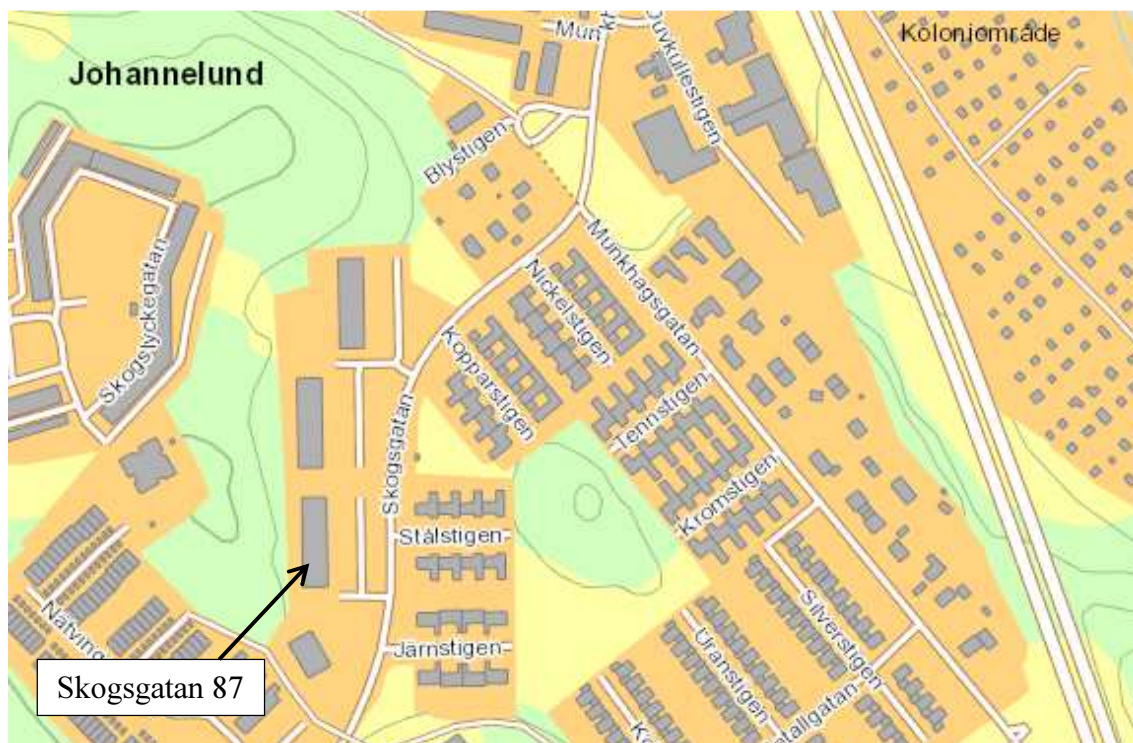 Johannelund
Koloniområde
Duvkullestigen
Blystigen
Munkhagsgatan
Nickelstigen
Kopparstigen
Skogslyckegatan
Skogsgatan
Tennstigen
Kromstigen
Stålstigen
Järnstigen
Silverstigen
Uranstigen
Skogsgatan 87